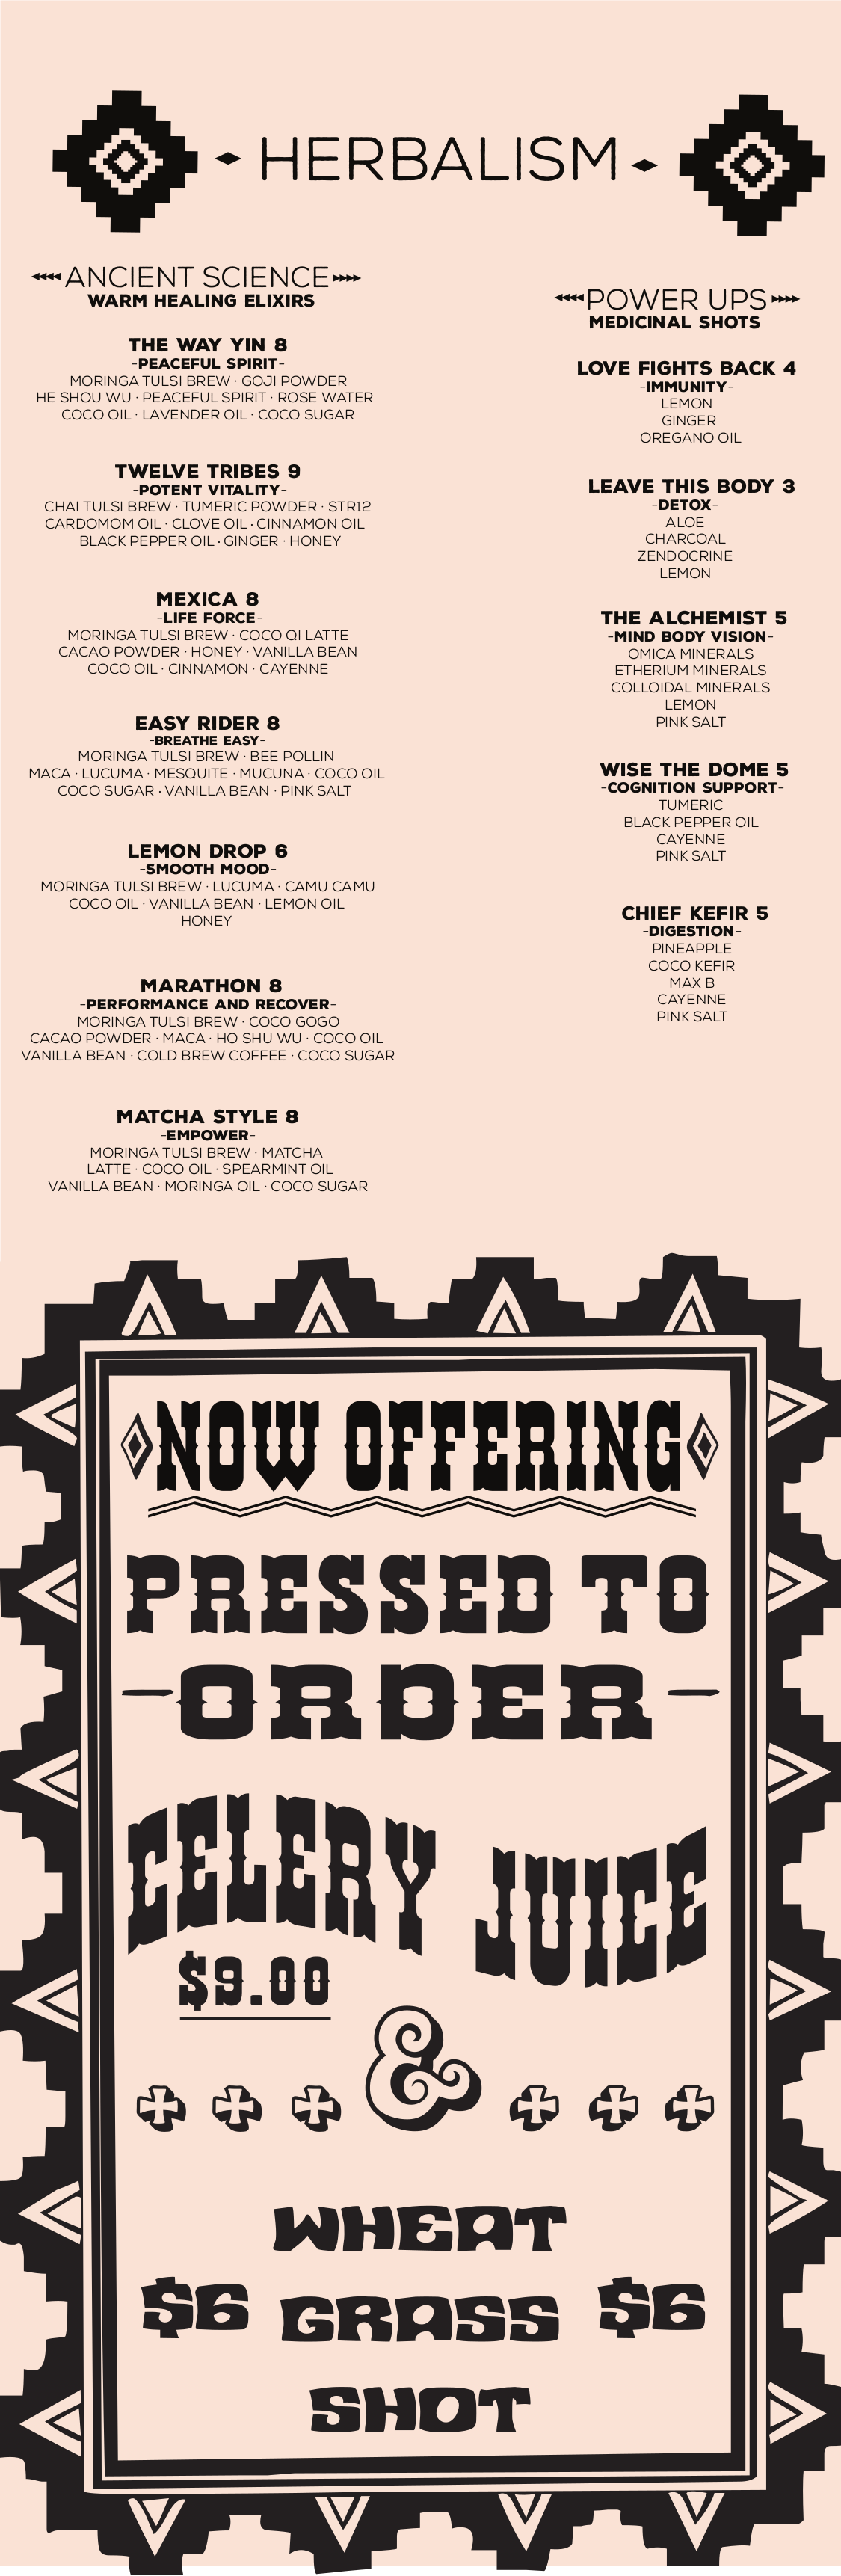 HERBALISM
ANCIENT SCIENCE
WARM HEALING ELIXIRS
THE WAY YIN 8
-PEACEFUL SPIRIT-
MORINGA TULSI BREW · GOJI POWDER
HE SHOU WU · PEACEFUL SPIRIT · ROSE WATER
COCO OIL · LAVENDER OIL · COCO SUGAR
TWELVE TRIBES 9
-POTENT VITALITY-
CHAI TULSI BREW · TUMERIC POWDER · STR12
CARDOMOM OIL · CLOVE OIL · CINNAMON OIL
BLACK PEPPER OIL · GINGER · HONEY
MEXICA 8
-LIFE FORCE-
MORINGA TULSI BREW · COCO QI LATTE
CACAO POWDER · HONEY · VANILLA BEAN
COCO OIL · CINNAMON · CAYENNE
EASY RIDER 8
-BREATHE EASY-
MORINGA TULSI BREW · BEE POLLIN
MACA · LUCUMA · MESQUITE · MUCUNA · COCO OIL
COCO SUGAR · VANILLA BEAN · PINK SALT
LEMON DROP 6
-SMOOTH MOOD-
MORINGA TULSI BREW · LUCUMA · CAMU CAMU
COCO OIL · VANILLA BEAN · LEMON OIL
HONEY
MARATHON 8
-PERFORMANCE AND RECOVER-
MORINGA TULSI BREW · COCO GOGO
CACAO POWDER · MACA · HO SHU WU · COCO OIL
VANILLA BEAN · COLD BREW COFFEE · COCO SUGAR
MATCHA STYLE 8
-EMPOWER-
MORINGA TULSI BREW · MATCHA
LATTE · COCO OIL · SPEARMINT OIL
VANILLA BEAN · MORINGA OIL · COCO SUGAR
POWER UPS
MEDICINAL SHOTS
LOVE FIGHTS BACK 4
-IMMUNITY-
LEMON
GINGER
OREGANO OIL
LEAVE THIS BODY 3
-DETOX-
ALOE
CHARCOAL
ZENDOCRINE
LEMON
THE ALCHEMIST 5
-MIND BODY VISION-
OMICA MINERALS
ETHERIUM MINERALS
COLLOIDAL MINERALS
LEMON
PINK SALT
WISE THE DOME 5
-COGNITION SUPPORT-
TUMERIC
BLACK PEPPER OIL
CAYENNE
PINK SALT
CHIEF KEFIR 5
-DIGESTION-
PINEAPPLE
COCO KEFIR
MAX B
CAYENNE
PINK SALT
NOW OFFERING
PRESSED TO
-ORDER-
CELERY JUICE
$9.00
&
WHEAT
$6 GRASS $6
SHOT